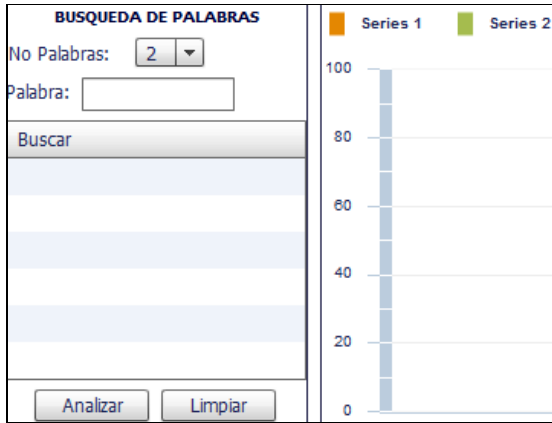 BUSQUEDA DE PALABRAS
No Palabras: 2
Palabra:
Buscar
Analizar Limpiar
Series 1 Series 2
100
80
60
40
20
0